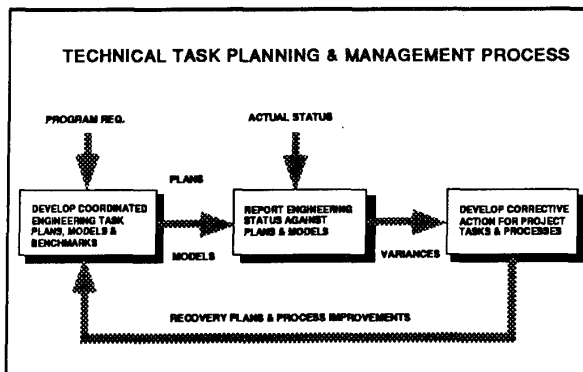 TECHNICAL TASK PLANNING & MANAGEMENT PROCESS
PROGRAM REQ.
ACTUAL STATUS
PLANS
DEVELOP COORDINATED
ENGINEERING TASK
PLANS, MODELS &
BENCHMARKS
REPORT ENGINEERING
STATUS AGAINST
PLANS & MODELS
DEVELOP CORRECTIVE
ACTION FOR PROJECT
TASKS & PROCESSES
MODELS
VARIANCES
RECOVERY PLANS & PROCESS IMPROVEMENTS